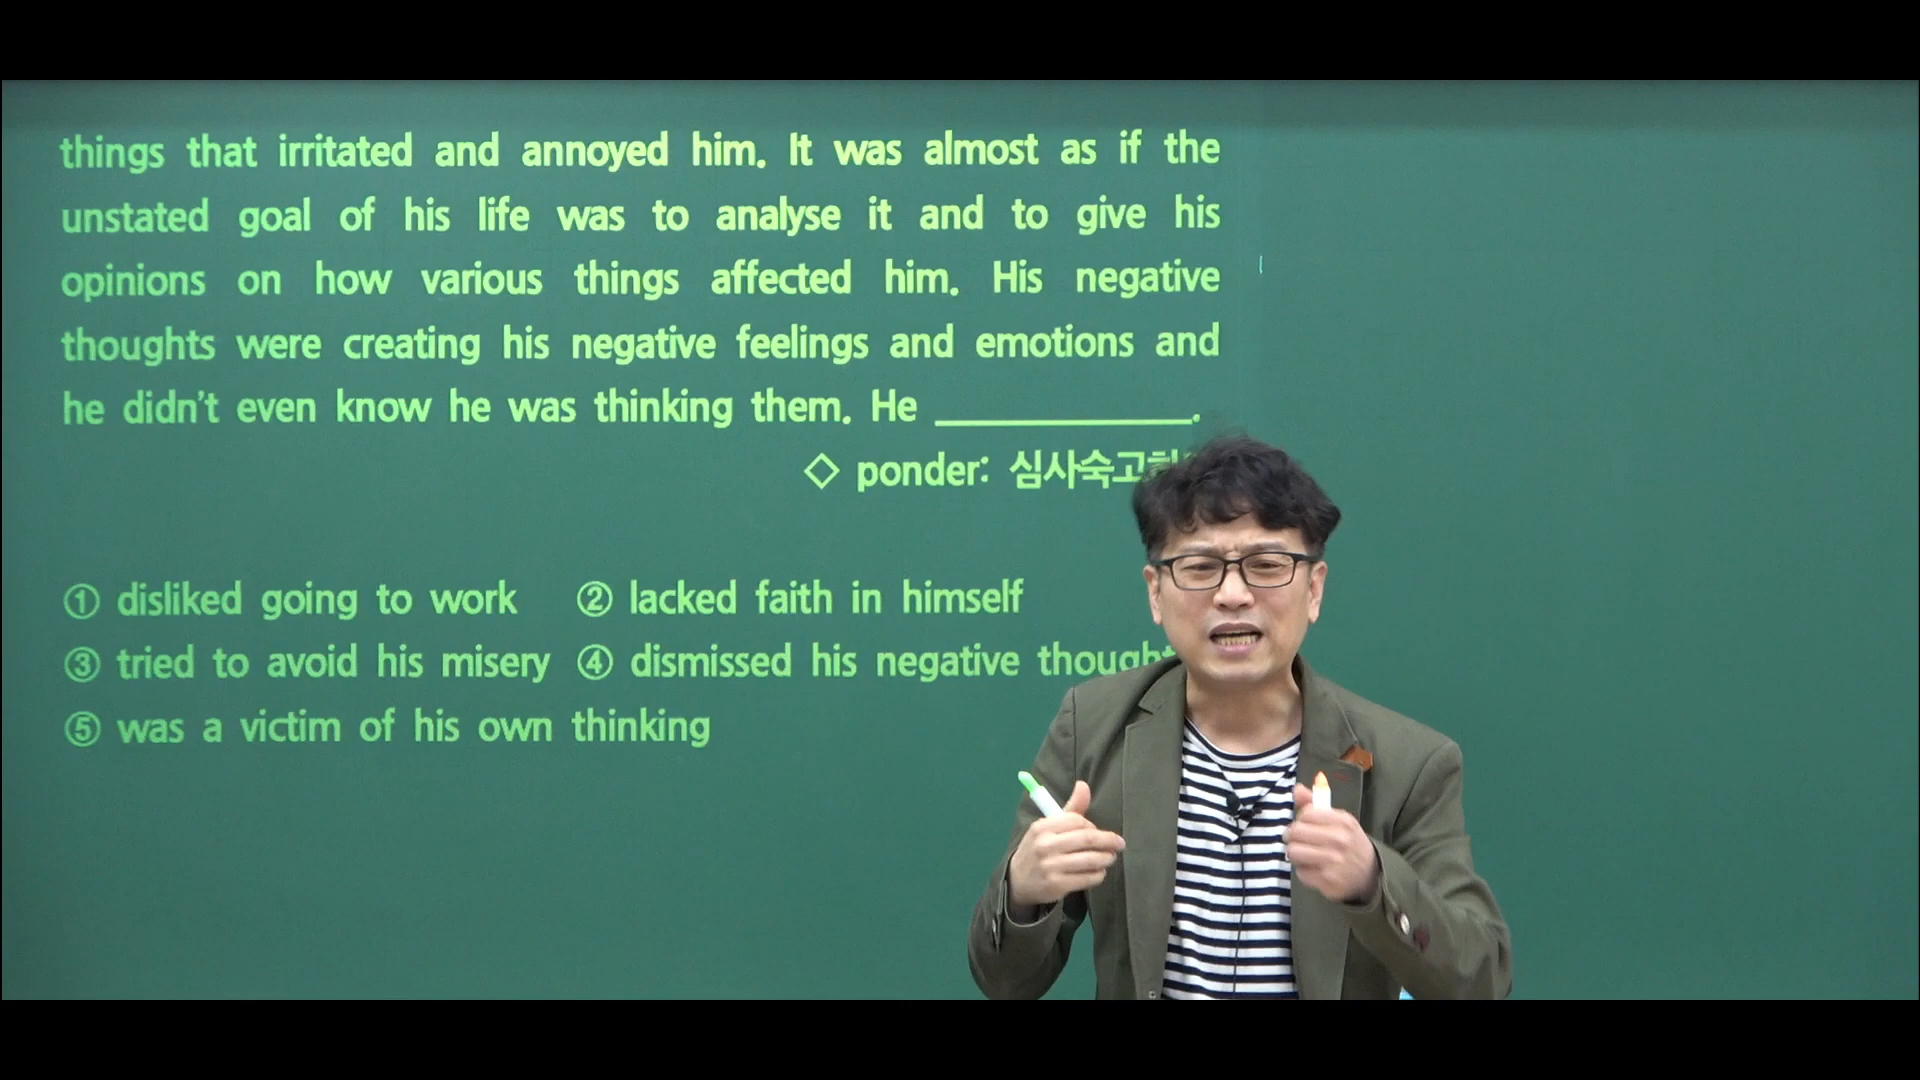 things that irritated and annoyed him. It was almost as if the
unstated goal of his life was to analyse it and to give his
opinions on how various things affected him. His negative
thoughts were creating his negative feelings and emotions and
he didn't even know he was thinking them. He ____________.
◇ ponder: 심사숙고
① disliked going to work ② lacked faith in himself
③ tried to avoid his misery ④ dismissed his negative
⑤ was a victim of his own thinking